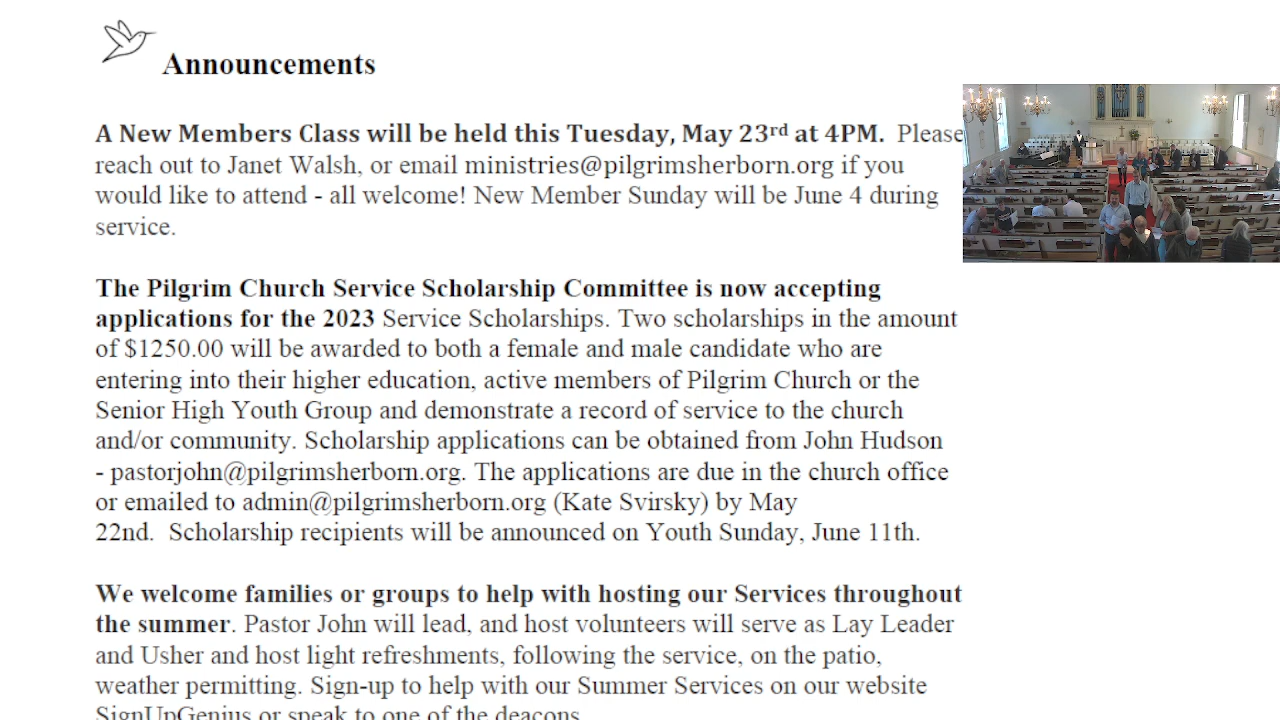 Announcements
A New Members Class will be held this Tuesday, May 23rd at 4PM.  Please
reach out to Janet Walsh, or email ministries@pilgrimsherborn.org if you
would like to attend - all welcome! New Member Sunday will be June 4 during
service.
The Pilgrim Church Service Scholarship Committee is now accepting
applications for the 2023 Service Scholarships. Two scholarships in the amount
of $1250.00 will be awarded to both a female and male candidate who are
entering into their higher education, active members of Pilgrim Church or the
Senior High Youth Group and demonstrate a record of service to the church
and/or community. Scholarship applications can be obtained from John Hudson
- pastorjohn@pilgrimsherborn.org. The applications are due in the church office
or emailed to admin@pilgrimsherborn.org (Kate Svirsky) by May
22nd.  Scholarship recipients will be announced on Youth Sunday, June 11th.
We welcome families or groups to help with hosting our Services throughout
the summer. Pastor John will lead, and host volunteers will serve as Lay Leader
and Usher and host light refreshments, following the service, on the patio,
weather permitting. Sign-up to help with our Summer Services on our website
SignUpGenius or speak to one of the deacons